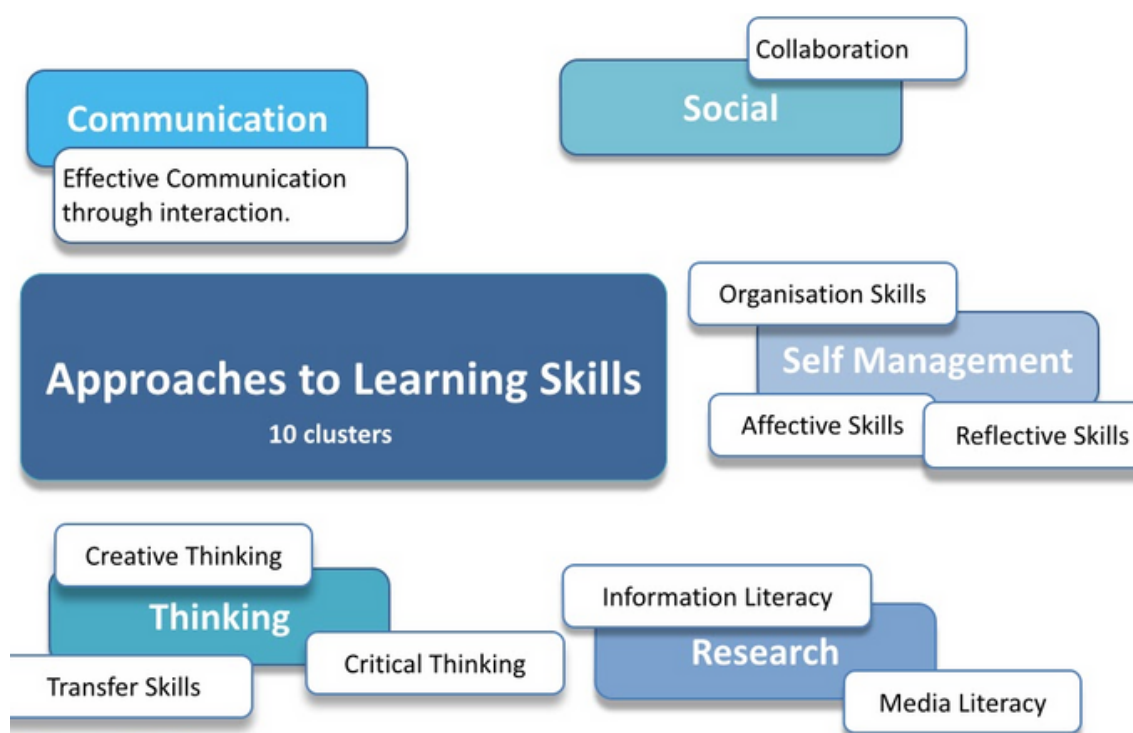 Communication
Effective Communication
through interaction.
Collaboration
Social
Approaches to Learning Skills
10 clusters
Organisation Skills
Self Management
Affective Skills
Reflective Skills
Creative Thinking
Thinking
Critical Thinking
Transfer Skills
Information Literacy
Research
Media Literacy